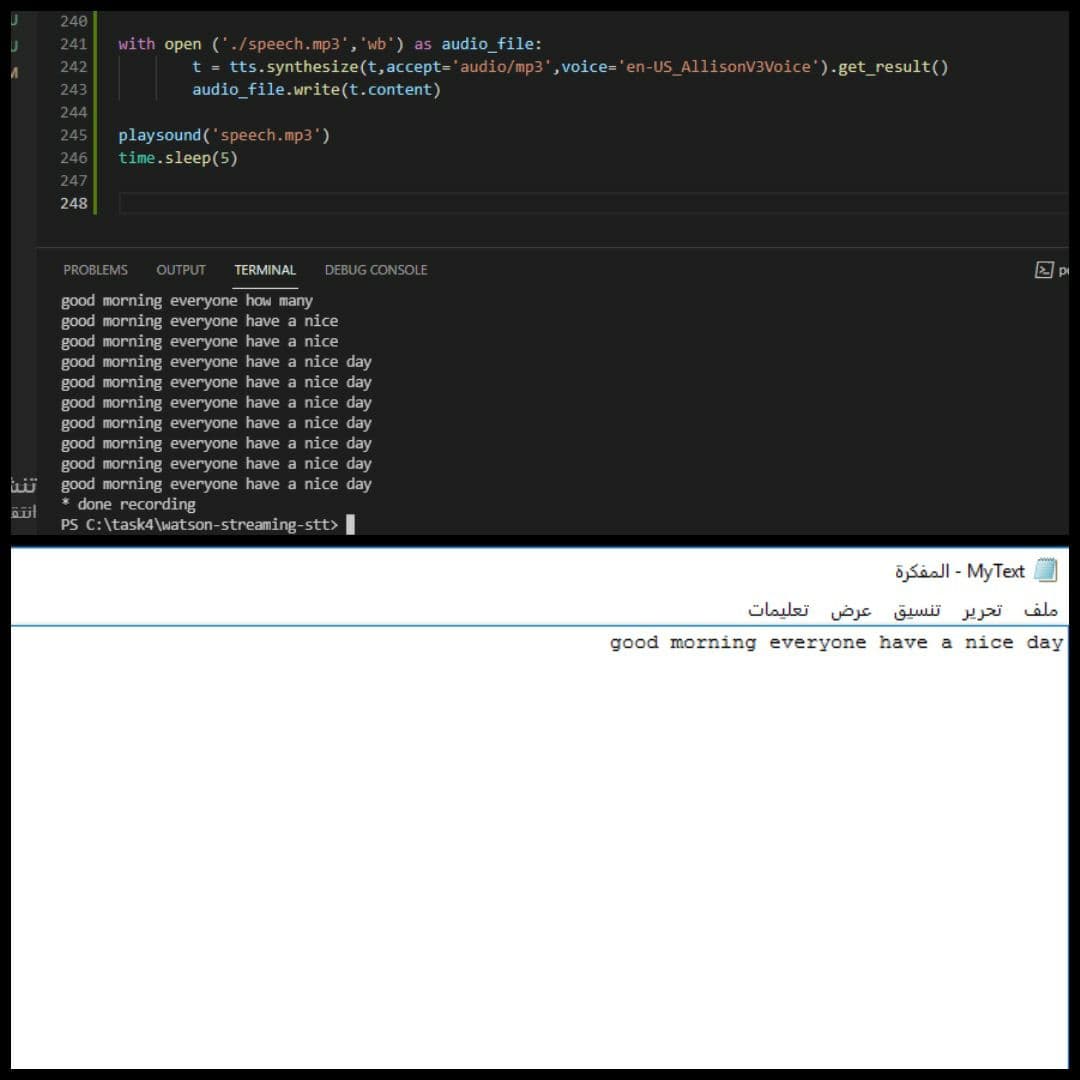 240
241 with open ('./speech.mp3','wb') as audio_file:
242 t = tts.synthesize(t,accept='audio/mp3',voice='en-US_AllisonV3Voice').get_result()
243 audio_file.write(t.content)
244
245 playsound('speech.mp3')
246 time.sleep(5)
247
248
PROBLEMS OUTPUT TERMINAL DEBUG CONSOLE
good morning everyone how many
good morning everyone have a nice
good morning everyone have a nice
good morning everyone have a nice day
good morning everyone have a nice day
good morning everyone have a nice day
good morning everyone have a nice day
good morning everyone have a nice day
good morning everyone have a nice day
good morning everyone have a nice day
* done recording
PS C:\task4\watson-streaming-stt>
MyText - المفكرة
ملف تحرير تنسيق عرض تعليمات
good morning everyone have a nice day